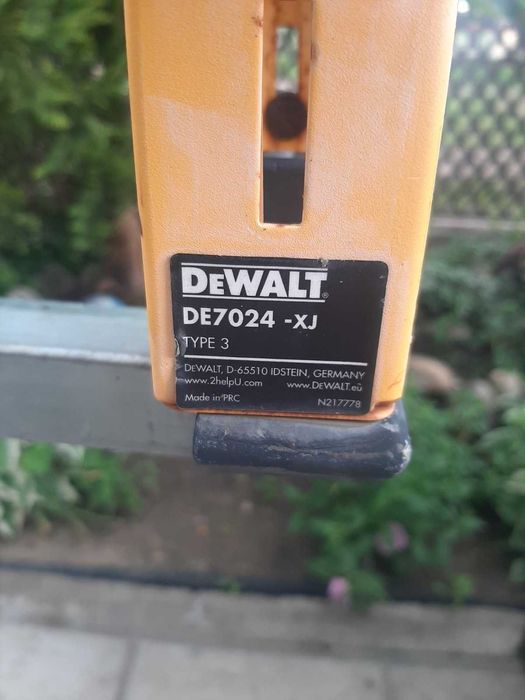 DEWALT®
DE7024 -XJ
TYPE 3
DEWALT, D-65510 IDSTEIN, GERMANY
www.2helpU.com www.DEWALT.eu
Made in PRC N217778